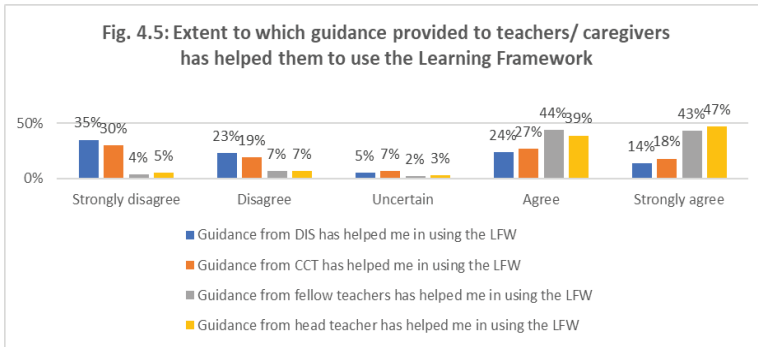 Fig. 4.5: Extent to which guidance provided to teachers/ caregivers
has helped them to use the Learning Framework
50%
0%
35%
30%
4%
5%
23%
19%
7%
7%
5%
7%
2%
3%
24%
27%
44%
39%
14%
18%
43%
47%
Strongly disagree
Disagree
Uncertain
Agree
Strongly agree
Guidance from DIS has helped me in using the LFW
Guidance from CCT has helped me in using the LFW
Guidance from fellow teachers has helped me in using the LFW
Guidance from head teacher has helped me in using the LFW